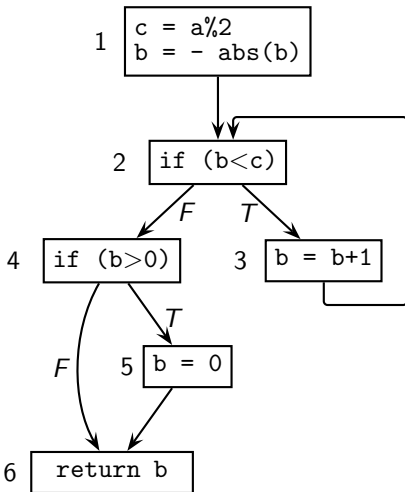 1
c = a%2
b = - abs(b)
2
if (b<c)
F
T
4
if (b>0)
3
b = b+1
T
F
5
b = 0
6
return b